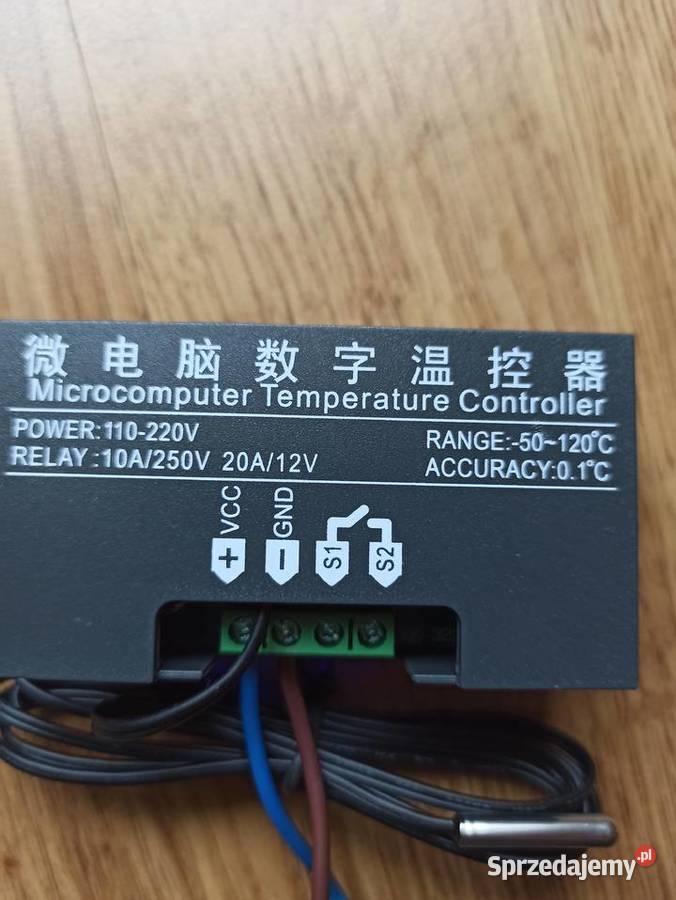 微电脑数字温控器
Microcomputer Temperature Controller
POWER:110-220V
RELAY:10A/250V 20A/12V
RANGE:-50~120℃
ACCURACY:0.1℃
VCC
GND
+
−
S1
S2
Sprzedajemy.pl